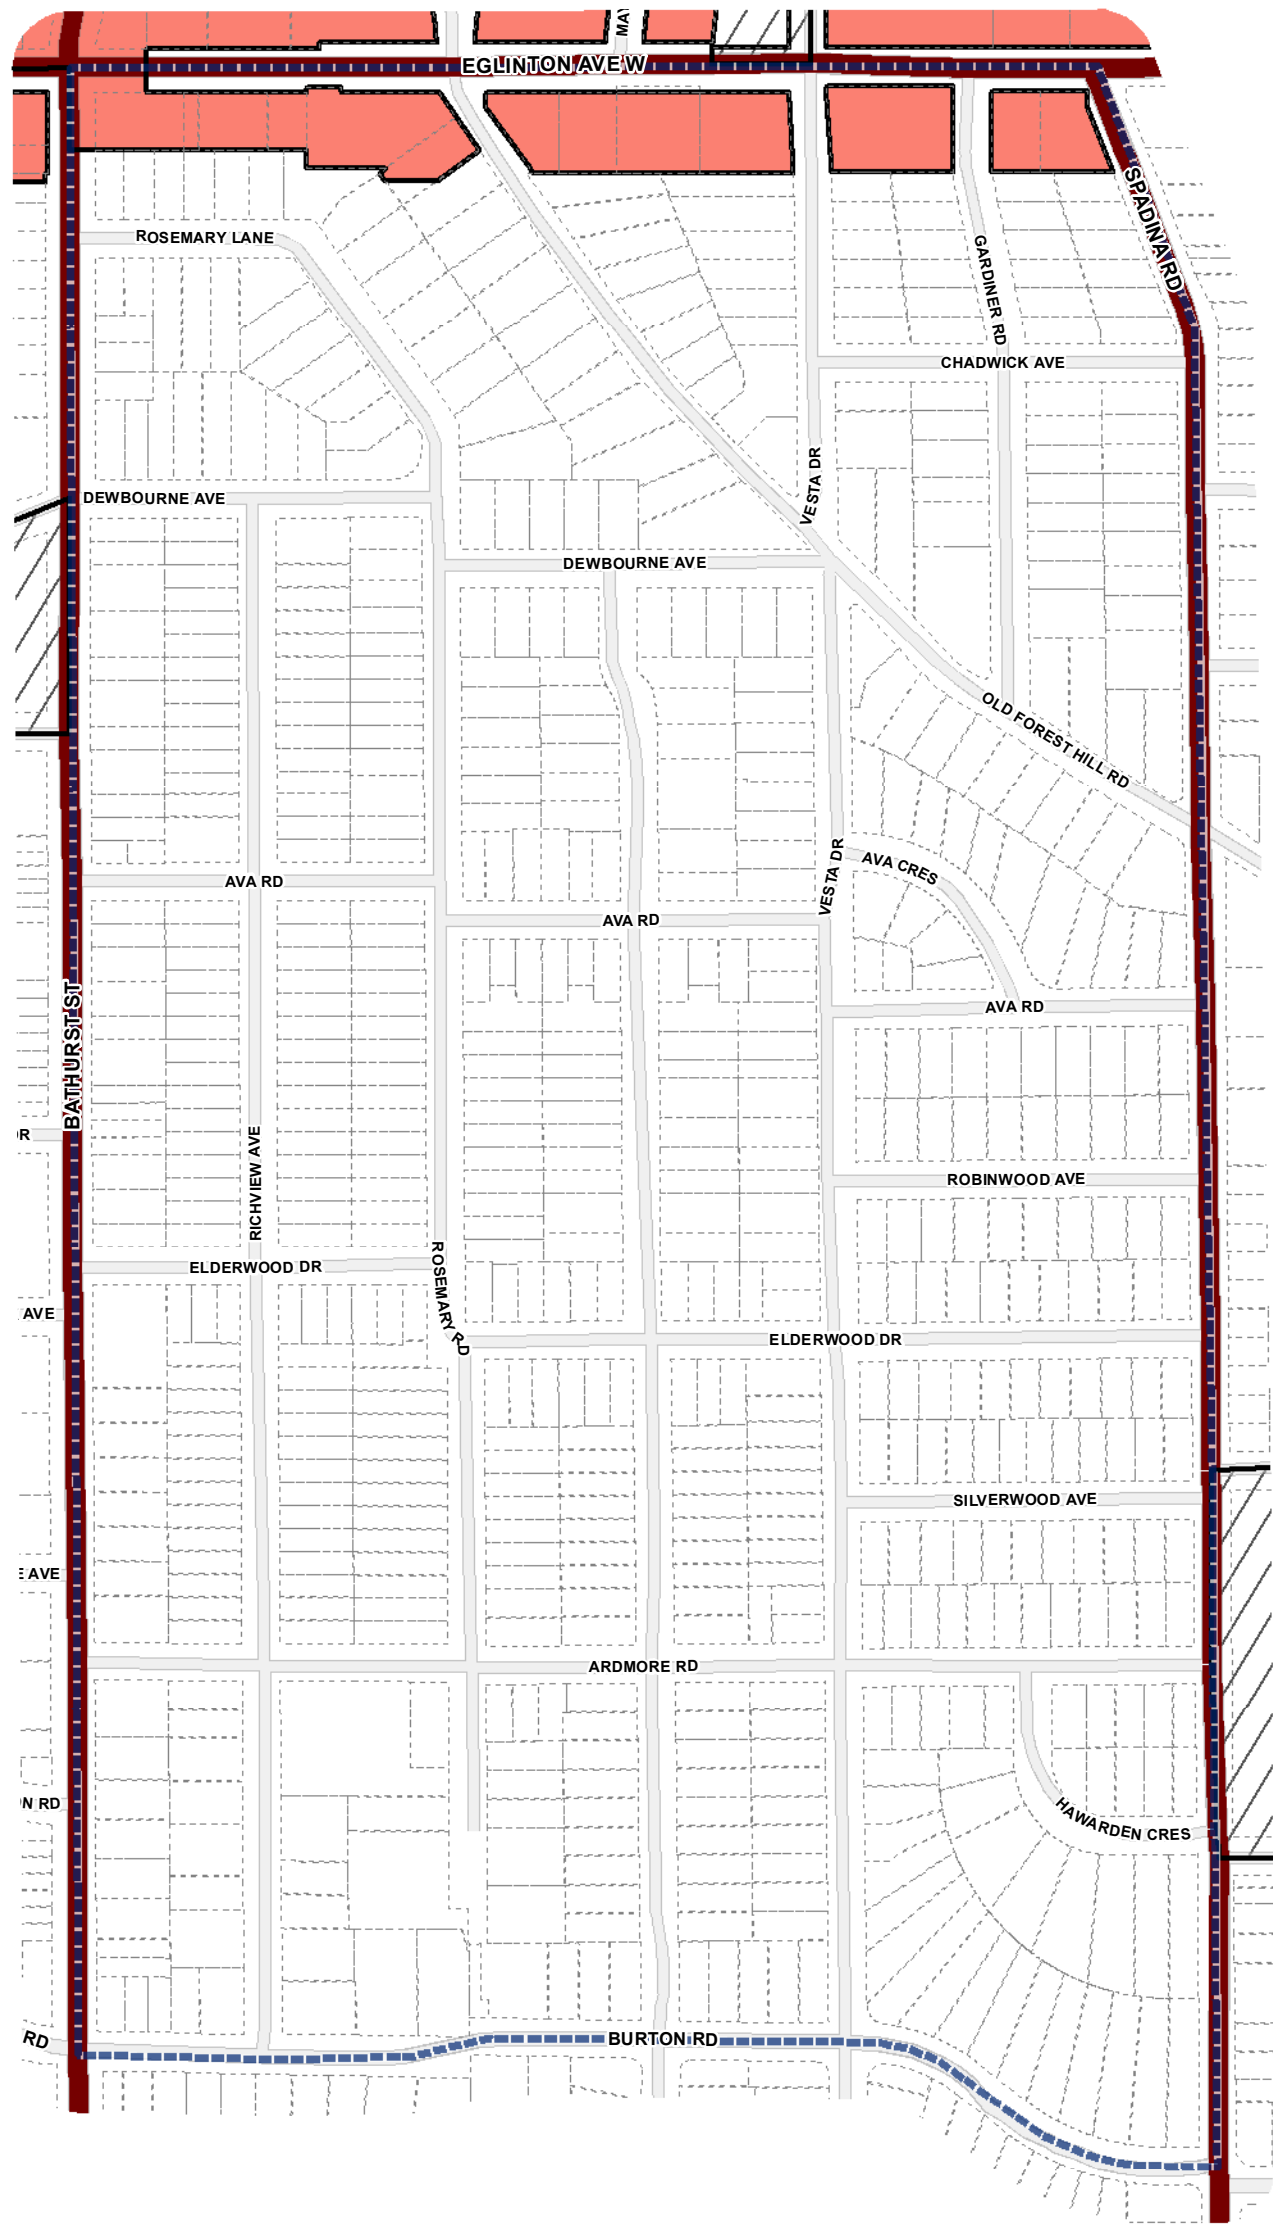 MAY
EGLINTON AVE W
SPADINA RD
ROSEMARY LANE
GARDINER RD
CHADWICK AVE
VESTA DR
DEWBOURNE AVE
DEWBOURNE AVE
OLD FOREST HILL RD
VESTA DR
AVA CRES
AVA RD
AVA RD
AVA RD
BATHURST ST
R
RICHVIEW AVE
ROBINWOOD AVE
ELDERWOOD DR
ROSEMARY RD
AVE
ELDERWOOD DR
SILVERWOOD AVE
E AVE
ARDMORE RD
N RD
HAWARDEN CRES
RD
BURTON RD